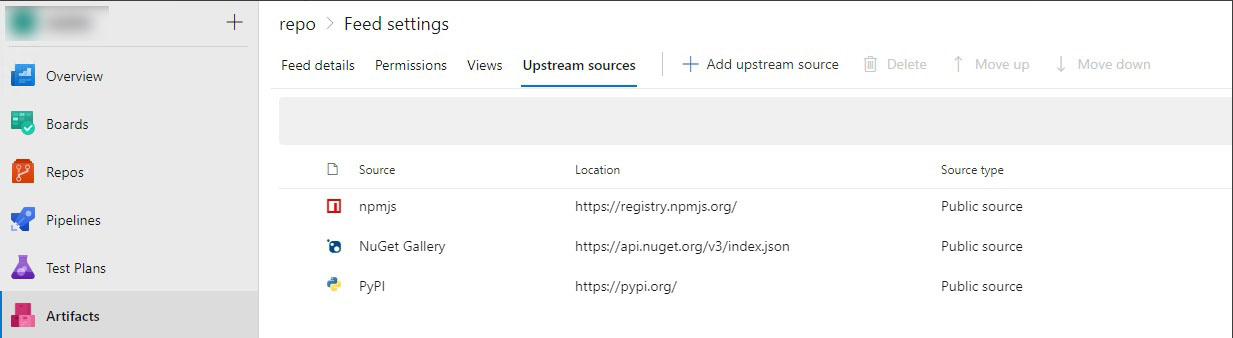 repo > Feed settings
Feed details Permissions Views Upstream sources + Add upstream source Delete Move up Move down
Overview
Boards
Repos
Pipelines
Test Plans
Artifacts
Source Location Source type
npmjs https://registry.npmjs.org/ Public source
NuGet Gallery https://api.nuget.org/v3/index.json Public source
PyPI https://pypi.org/ Public source